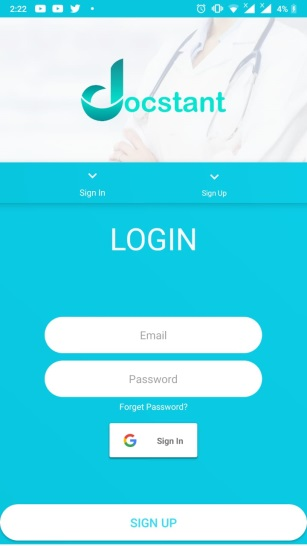 2:22
4%
docstant
Sign In
Sign Up
LOGIN
Email
Password
Forget Password?
Sign In
SIGN UP